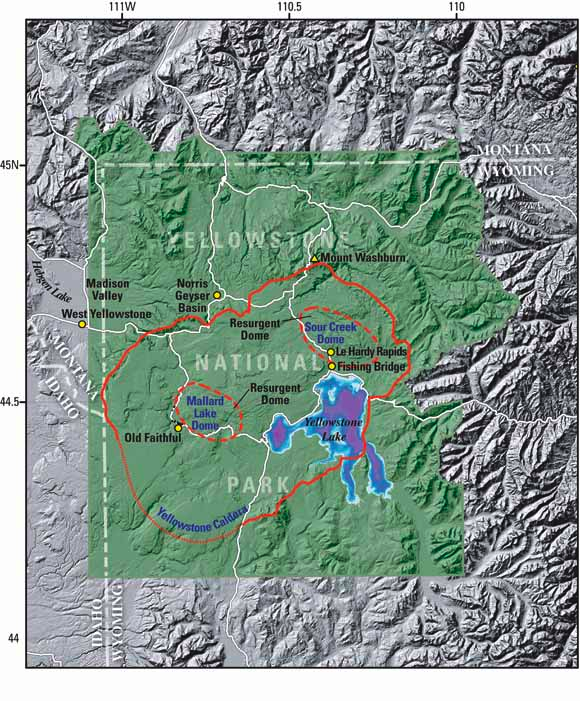 111W
110.5
110
45N
MONTANA
WYOMING
YELLOWSTONE
Mount Washburn
Hebgen Lake
Madison
Valley
Norris
Geyser
Basin
West Yellowstone
Resurgent
Dome
Sour Creek
Dome
Le Hardy Rapids
Fishing Bridge
MONTANA
IDAHO
NATIONAL
Resurgent
Dome
Mallard
Lake
Dome
44.5
Old Faithful
Yellowstone
Lake
PARK
Yellowstone Caldera
IDAHO
WYOMING
44